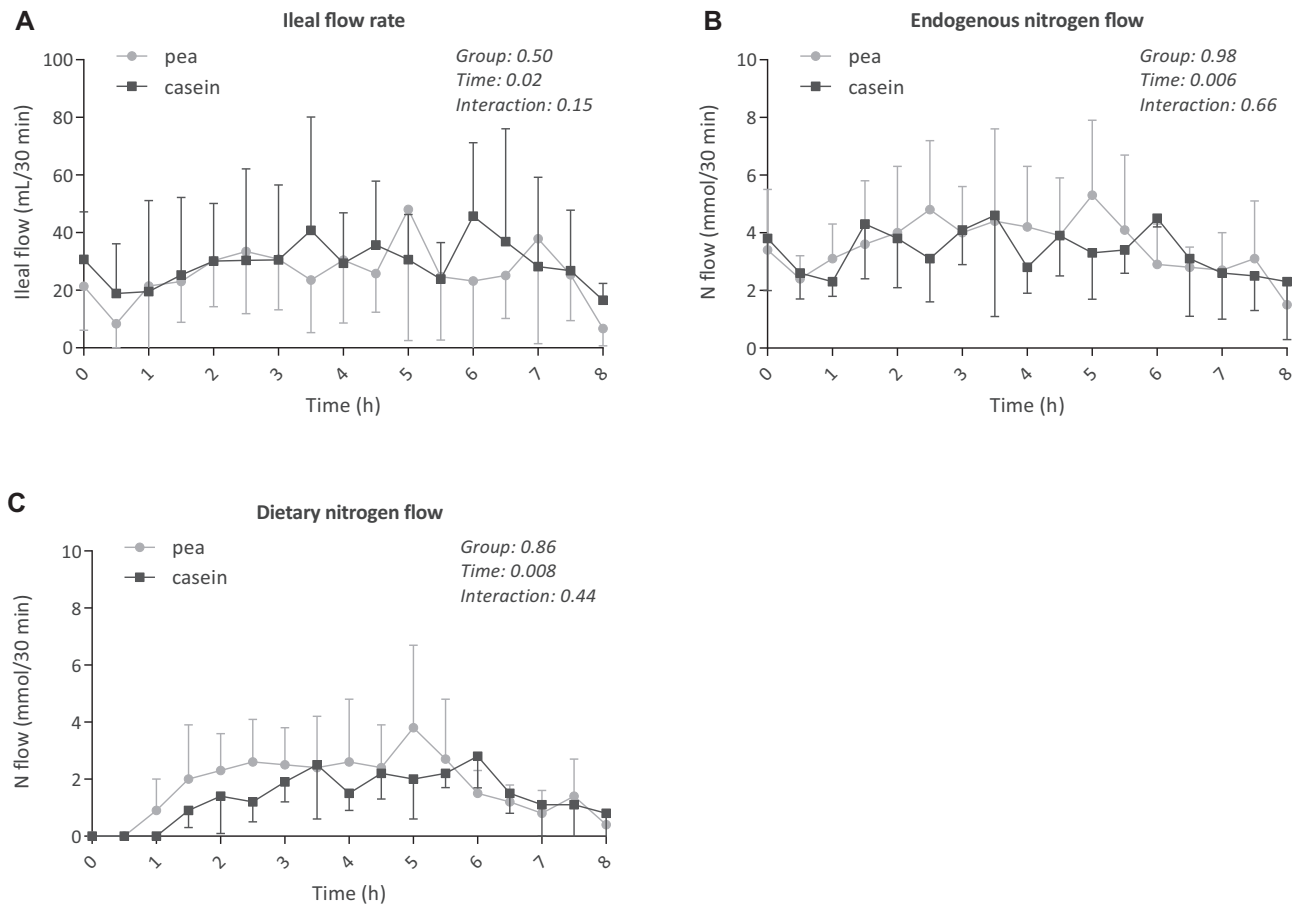 A
Ileal flow rate
pea
casein
Group: 0.50
Time: 0.02
Interaction: 0.15
100
80
60
40
20
0
Ileal flow (mL/30 min)
0 1 2 3 4 5 6 7 8
Time (h)
B
Endogenous nitrogen flow
pea
casein
Group: 0.98
Time: 0.006
Interaction: 0.66
10
8
6
4
2
0
N flow (mmol/30 min)
0 1 2 3 4 5 6 7 8
Time (h)
C
Dietary nitrogen flow
pea
casein
Group: 0.86
Time: 0.008
Interaction: 0.44
10
8
6
4
2
0
N flow (mmol/30 min)
0 1 2 3 4 5 6 7 8
Time (h)